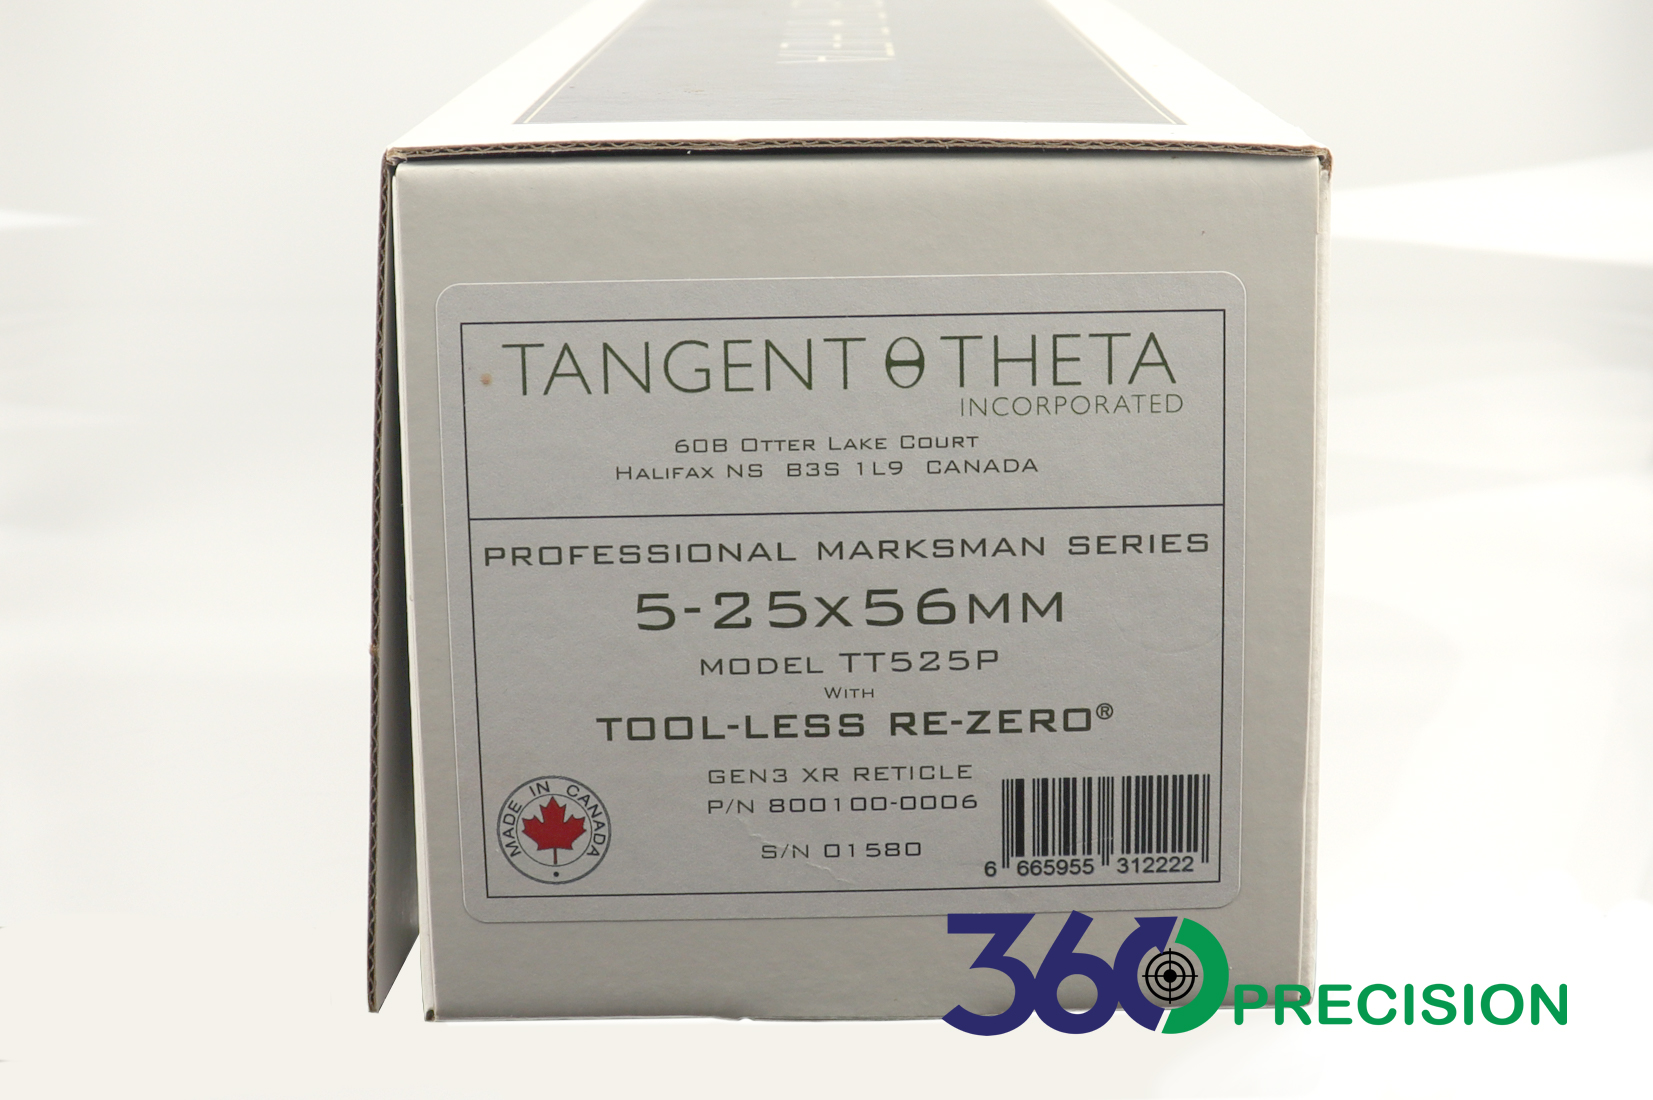 TANGENT θ THETA
INCORPORATED
60B OTTER LAKE COURT
HALIFAX NS B3S 1L9 CANADA
PROFESSIONAL MARKSMAN SERIES
5-25X56MM
MODEL TT525P
WITH
TOOL-LESS RE-ZERO®
GEN3 XR RETICLE
P/N 800100-0006
S/N 01580
MADE IN CANADA
6 665955 312222
360 PRECISION